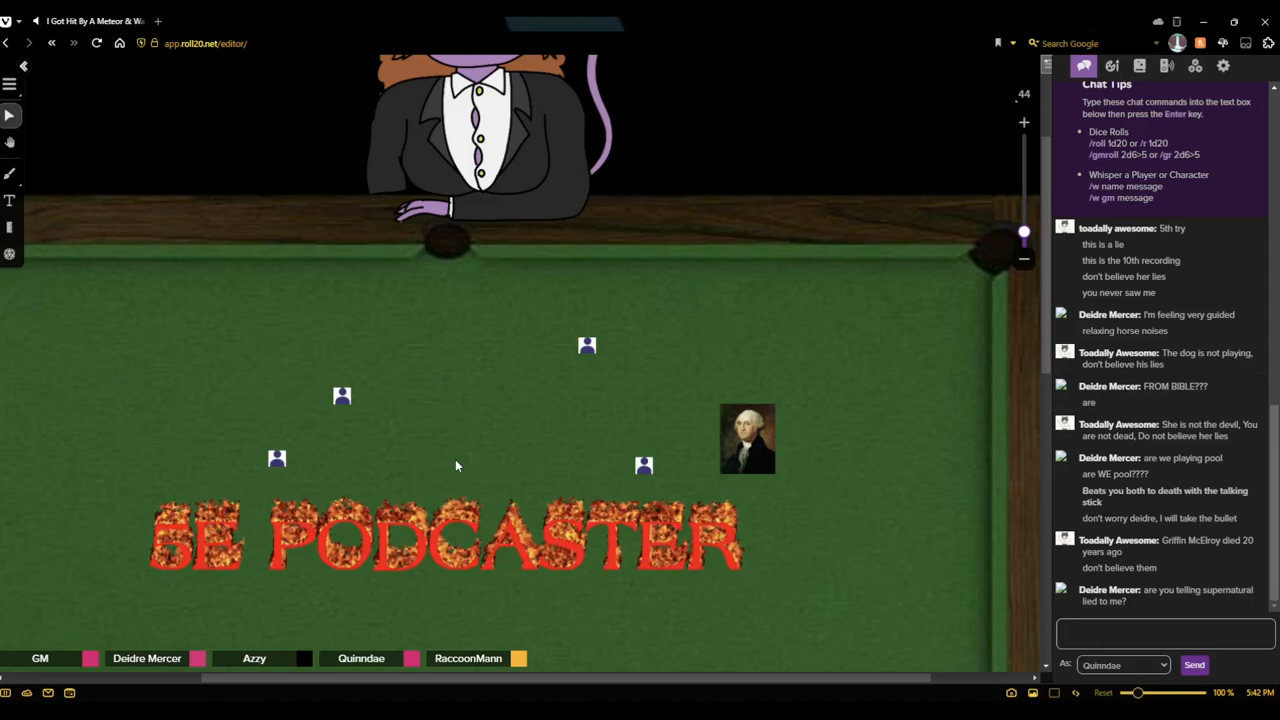 I Got Hit By A Meteor & Wa
app.roll20.net/editor/
Search Google
44
Chat Tips
Type these chat commands into the text box
below then press the Enter key.
Dice Rolls
/roll 1d20 or /r 1d20
/gmroll 2d6>5 or /gr 2d6>5
Whisper a Player or Character
/w name message
/w gm message
toadally awesome: 5th try
this is a lie
this is the 10th recording
don't believe her lies
you never saw me
Deidre Mercer: I'm feeling very guided
relaxing horse noises
Toadally Awesome: The dog is not playing,
don't believe his lies
Deidre Mercer: FROM BIBLE???
are
Toadally Awesome: She is not the devil, You
are not dead, Do not believe her lies
Deidre Mercer: are we playing pool
are WE pool????
Beats you both to death with the talking
stick
don't worry deidre, I will take the bullet
Toadally Awesome: Griffin McElroy died 20
years ago
don't believe them
Deidre Mercer: are you telling supernatural
lied to me?
5E PODCASTER
GM
Deidre Mercer
Azzy
Quinndae
RaccoonMann
As:
Quinndae
Send
Reset
100 %
5:42 PM